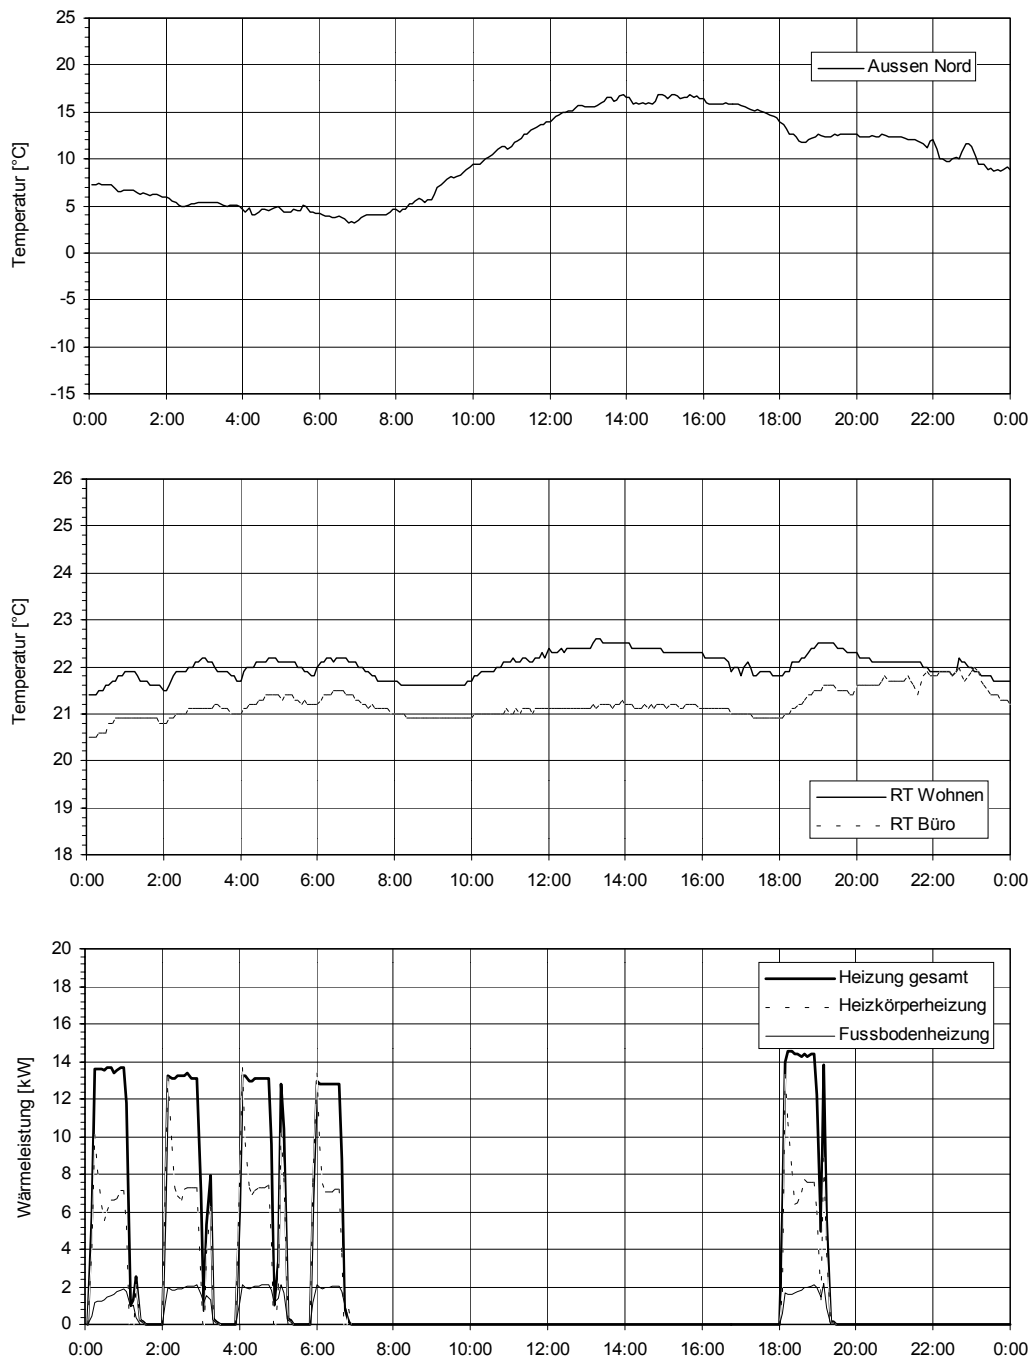 25
20
15
10
5
0
-5
-10
-15
Temperatur [°C]
Aussen Nord
0:00 2:00 4:00 6:00 8:00 10:00 12:00 14:00 16:00 18:00 20:00 22:00 0:00
26
25
24
23
22
21
20
19
18
Temperatur [°C]
RT Wohnen
RT Büro
0:00 2:00 4:00 6:00 8:00 10:00 12:00 14:00 16:00 18:00 20:00 22:00 0:00
20
18
16
14
12
10
8
6
4
2
0
Wärmeleistung [kW]
Heizung gesamt
Heizkörperheizung
Fussbodenheizung
0:00 2:00 4:00 6:00 8:00 10:00 12:00 14:00 16:00 18:00 20:00 22:00 0:00